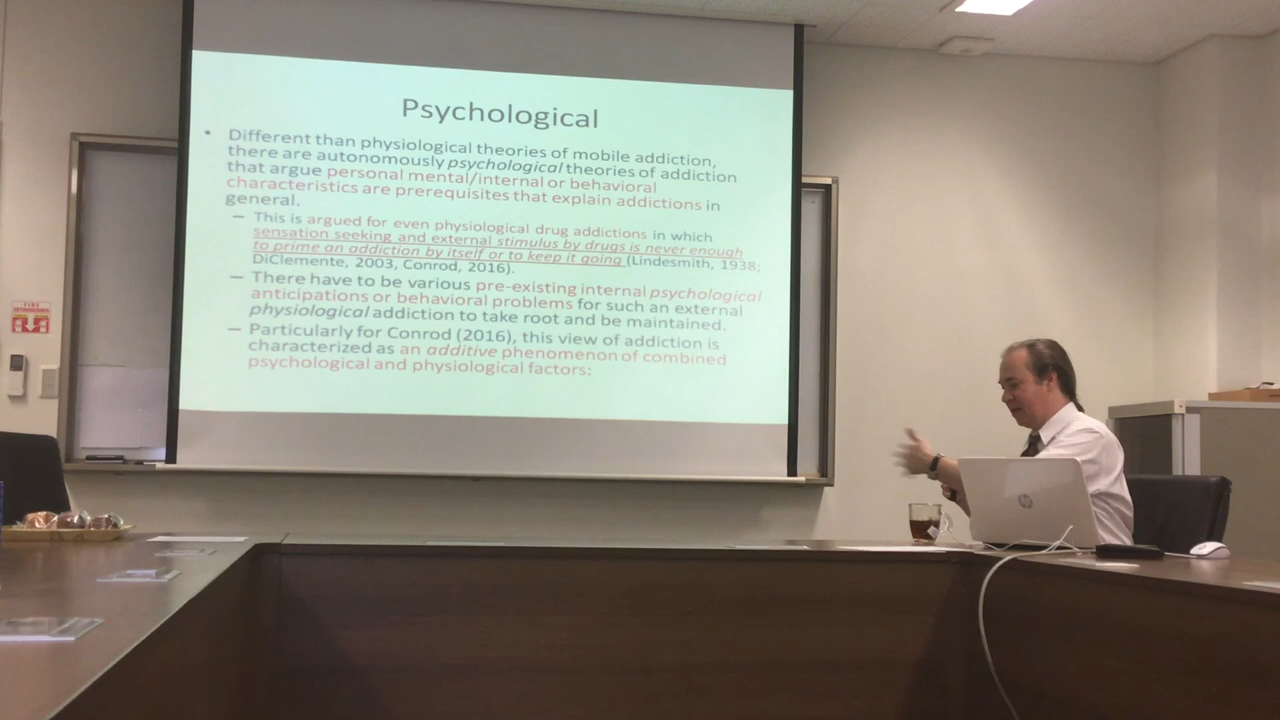 Psychological
• Different than physiological theories of mobile addiction,
there are autonomously psychological theories of addiction
that argue personal mental/internal or behavioral
characteristics are prerequisites that explain addictions in
general.
– This is argued for even physiological drug addictions in which
sensation seeking and external stimulus by drugs is never enough
to prime an addiction by itself or to keep it going (Lindesmith, 1938;
DiClemente, 2003, Conrod, 2016).
– There have to be various pre-existing internal psychological
anticipations or behavioral problems for such an external
physiological addiction to take root and be maintained.
– Particularly for Conrod (2016), this view of addiction is
characterized as an additive phenomenon of combined
psychological and physiological factors:
FIRE
hp